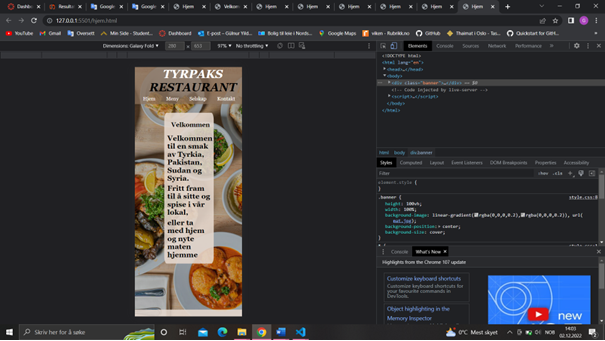 Dashbo
Resulta
Google
Google
Hjem
Velkom
Hjem
Hjem
Hjem
Hjem
Hjem
Hjem
127.0.0.1:5501/hjem.html
YouTube
Gmail
Oversett
Min Side - Student...
E-post – Gülnur Yild...
Bolig til leie i Nordst...
Google Maps
viken - Rubrikk.no
Thaimat i Oslo - Tast...
Quickstart for GitH...
Dimensions: Galaxy Fold
280
x
653
97%
No throttling
TYRPAKS
RESTAURANT
Hjem
Meny
Selskap
Kontakt
Velkommen
Velkommen
til en smak
av Tyrkia,
Pakistan,
Sudan og
Syria.
Fritt fram
til å sitte og
spise i vår
lokal,
eller ta
med hjem
og nyte
maten
hjemme
Elements
Console
Sources
Network
Performance
<!DOCTYPE html>
<html lang="en">
<head>…</head>
<body>
<div class="banner">…</div> == $0
<!-- Code injected by live-server -->
<script>…</script>
</body>
</html>
html
body
div.banner
Styles
Computed
Layout
Event Listeners
DOM Breakpoints
Properties
Accessibility
Filter
:hov
.cls
element.style {
}
.banner {
style.css:8
height: 100vh;
width: 100%;
background-image: linear-gradient(rgba(0,0,0,0.2),rgba(0,0,0,0.2)), url(
mat.jpg);
background-position: center;
background-size: cover;
}
Console
What's New
Highlights from the Chrome 107 update
Customize keyboard shortcuts
Customize keyboard shortcuts for
your favourite commands in
DevTools.
Object highlighting in the
Memory Inspector
new
Skriv her for å søke
0°C
Mest skyet
NOR
14:03
02.12.2022